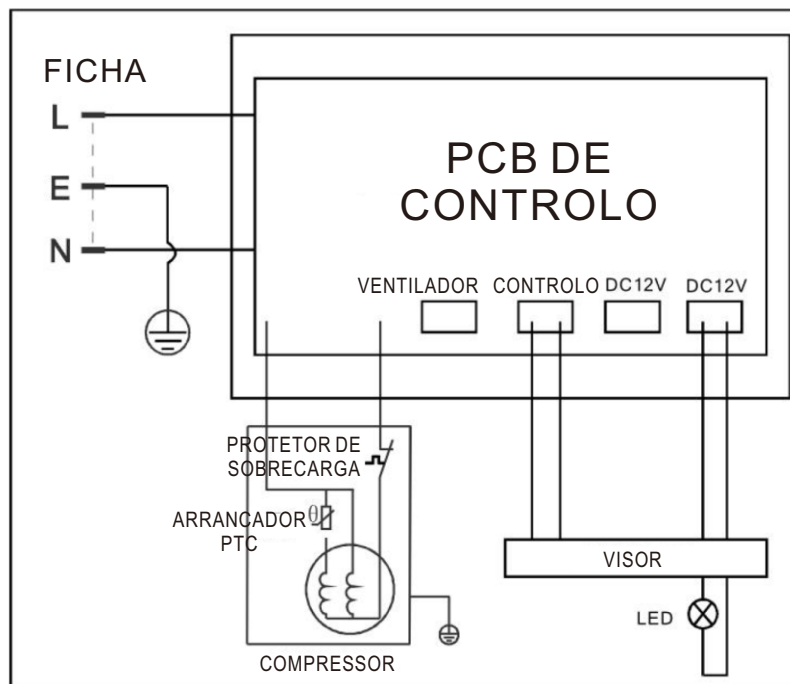 FICHA
L
E
N
PCB DE
CONTROLO
VENTILADOR CONTROLO DC12V DC12V
PROTETOR DE
SOBRECARGA
ARRANCADOR θ
PTC
VISOR
LED
COMPRESSOR